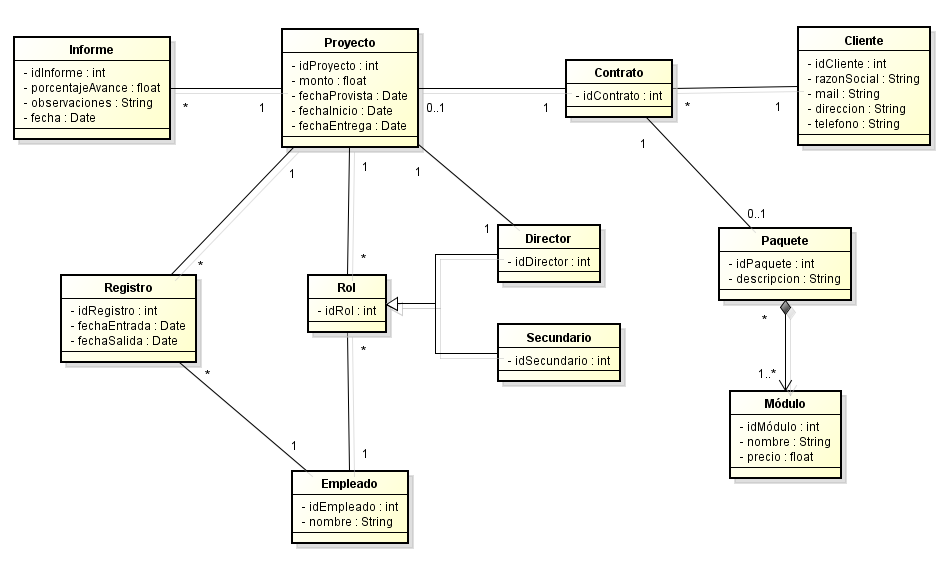 Informe
- idInforme : int
- porcentajeAvance : float
- observaciones : String
- fecha : Date
*
1
Proyecto
- idProyecto : int
- monto : float
- fechaProvista : Date
- fechaInicio : Date
- fechaEntrega : Date
0..1
1
Contrato
- idContrato : int
*
1
Cliente
- idCliente : int
- razonSocial : String
- mail : String
- direccion : String
- telefono : String
1
0..1
1
*
1
*
1
1
Director
- idDirector : int
Paquete
- idPaquete : int
- descripcion : String
*
1..*
Registro
- idRegistro : int
- fechaEntrada : Date
- fechaSalida : Date
Rol
- idRol : int
Secundario
- idSecundario : int
*
1
*
1
Módulo
- idMódulo : int
- nombre : String
- precio : float
Empleado
- idEmpleado : int
- nombre : String